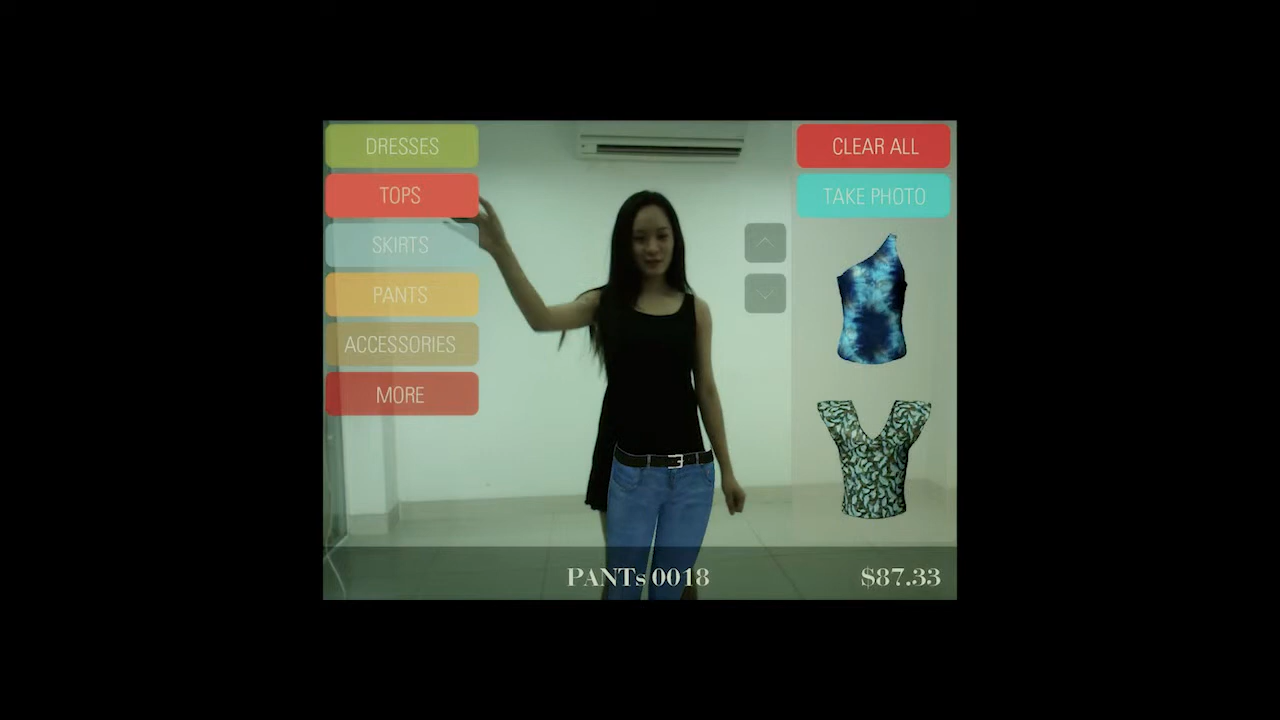 DRESSES
TOPS
SKIRTS
PANTS
ACCESSORIES
MORE
CLEAR ALL
TAKE PHOTO
PANTs 0018
$87.33